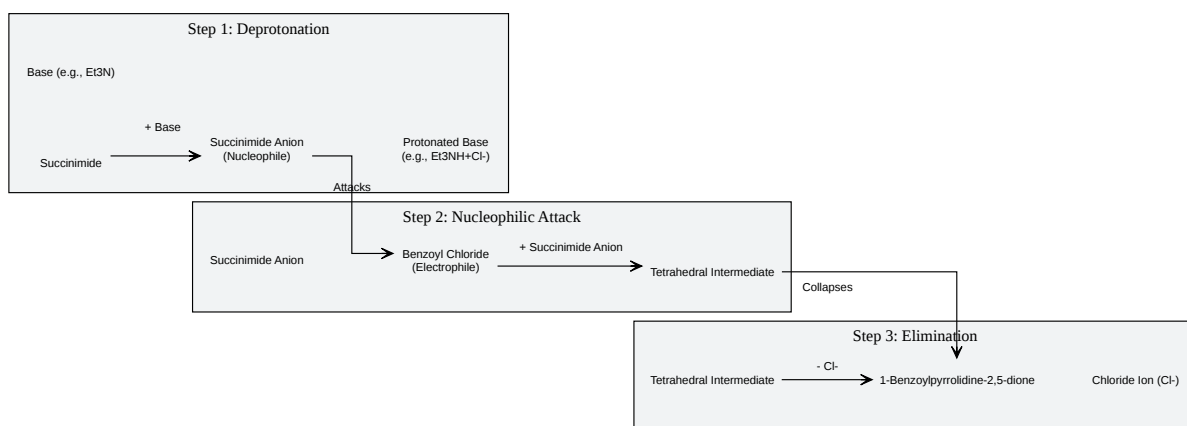 Step 1: Deprotonation
Base (e.g., Et3N)
+ Base
Succinimide
Succinimide Anion
(Nucleophile)
Protonated Base
(e.g., Et3NH+Cl-)
Attacks
Step 2: Nucleophilic Attack
Succinimide Anion
Benzoyl Chloride
(Electrophile)
+ Succinimide Anion
Tetrahedral Intermediate
Collapses
Step 3: Elimination
Tetrahedral Intermediate
- Cl-
1-Benzoylpyrrolidine-2,5-dione
Chloride Ion (Cl-)